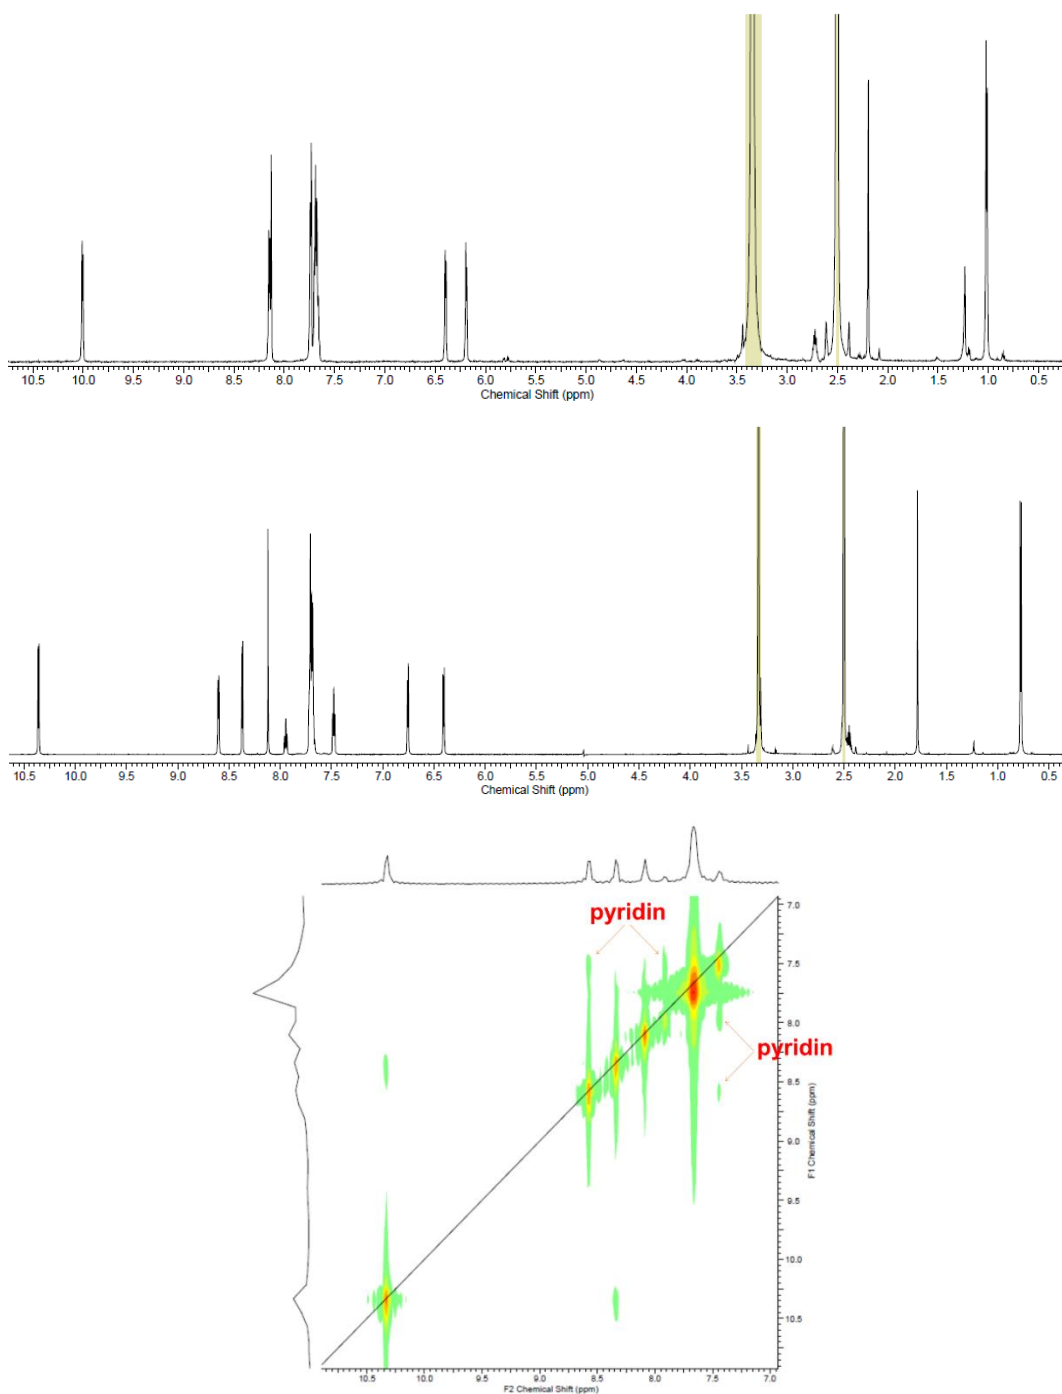 10.5 10.0 9.5 9.0 8.5 8.0 7.5 7.0 6.5 6.0 5.5 5.0 4.5 4.0 3.5 3.0 2.5 2.0 1.5 1.0 0.5
Chemical Shift (ppm)
10.5 10.0 9.5 9.0 8.5 8.0 7.5 7.0 6.5 6.0 5.5 5.0 4.5 4.0 3.5 3.0 2.5 2.0 1.5 1.0 0.5
Chemical Shift (ppm)
pyridin
pyridin
7.0
7.5
8.0
8.5
9.0
9.5
10.0
10.5
F1 Chemical Shift (ppm)
10.5 10.0 9.5 9.0 8.5 8.0 7.5 7.0
F2 Chemical Shift (ppm)